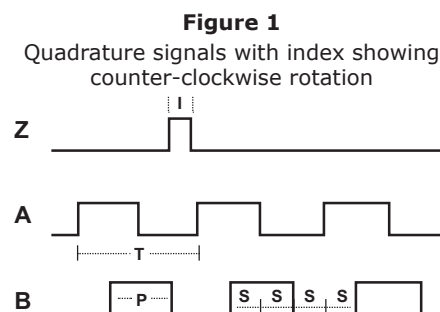 Figure 1
Quadrature signals with index showing
counter-clockwise rotation
I
Z
A
T
B
P
S S S S